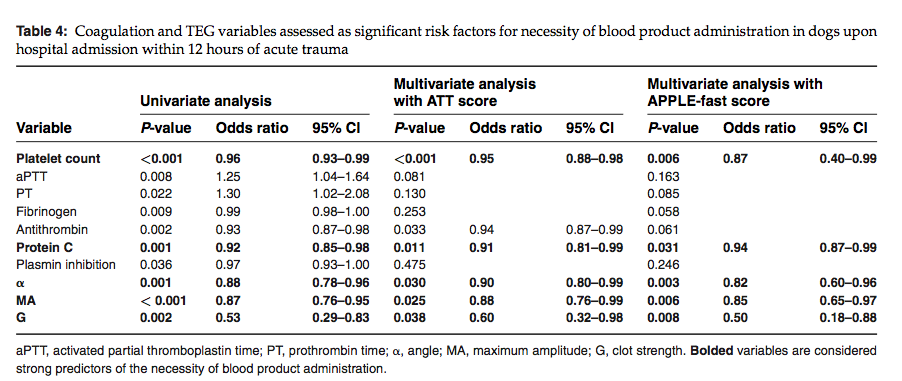 Table 4: Coagulation and TEG variables assessed as significant risk factors for necessity of blood product administration in dogs upon
hospital admission within 12 hours of acute trauma
Univariate analysis Multivariate analysis with ATT score Multivariate analysis with APPLE-fast score
Variable P-value Odds ratio 95% CI P-value Odds ratio 95% CI P-value Odds ratio 95% CI
Platelet count <0.001 0.96 0.93–0.99 <0.001 0.95 0.88–0.98 0.006 0.87 0.40–0.99
aPTT 0.008 1.25 1.04–1.64 0.081 0.163
PT 0.022 1.30 1.02–2.08 0.130 0.085
Fibrinogen 0.009 0.99 0.98–1.00 0.253 0.058
Antithrombin 0.002 0.93 0.87–0.98 0.033 0.94 0.87–0.99 0.061
Protein C 0.001 0.92 0.85–0.98 0.011 0.91 0.81–0.99 0.031 0.94 0.87–0.99
Plasmin inhibition 0.036 0.97 0.93–1.00 0.475 0.246
α 0.001 0.88 0.78–0.96 0.030 0.90 0.80–0.99 0.003 0.82 0.60–0.96
MA < 0.001 0.87 0.76–0.95 0.025 0.88 0.76–0.99 0.006 0.85 0.65–0.97
G 0.002 0.53 0.29–0.83 0.038 0.60 0.32–0.98 0.008 0.50 0.18–0.88
aPTT, activated partial thromboplastin time; PT, prothrombin time; α, angle; MA, maximum amplitude; G, clot strength. Bolded variables are considered
strong predictors of the necessity of blood product administration.